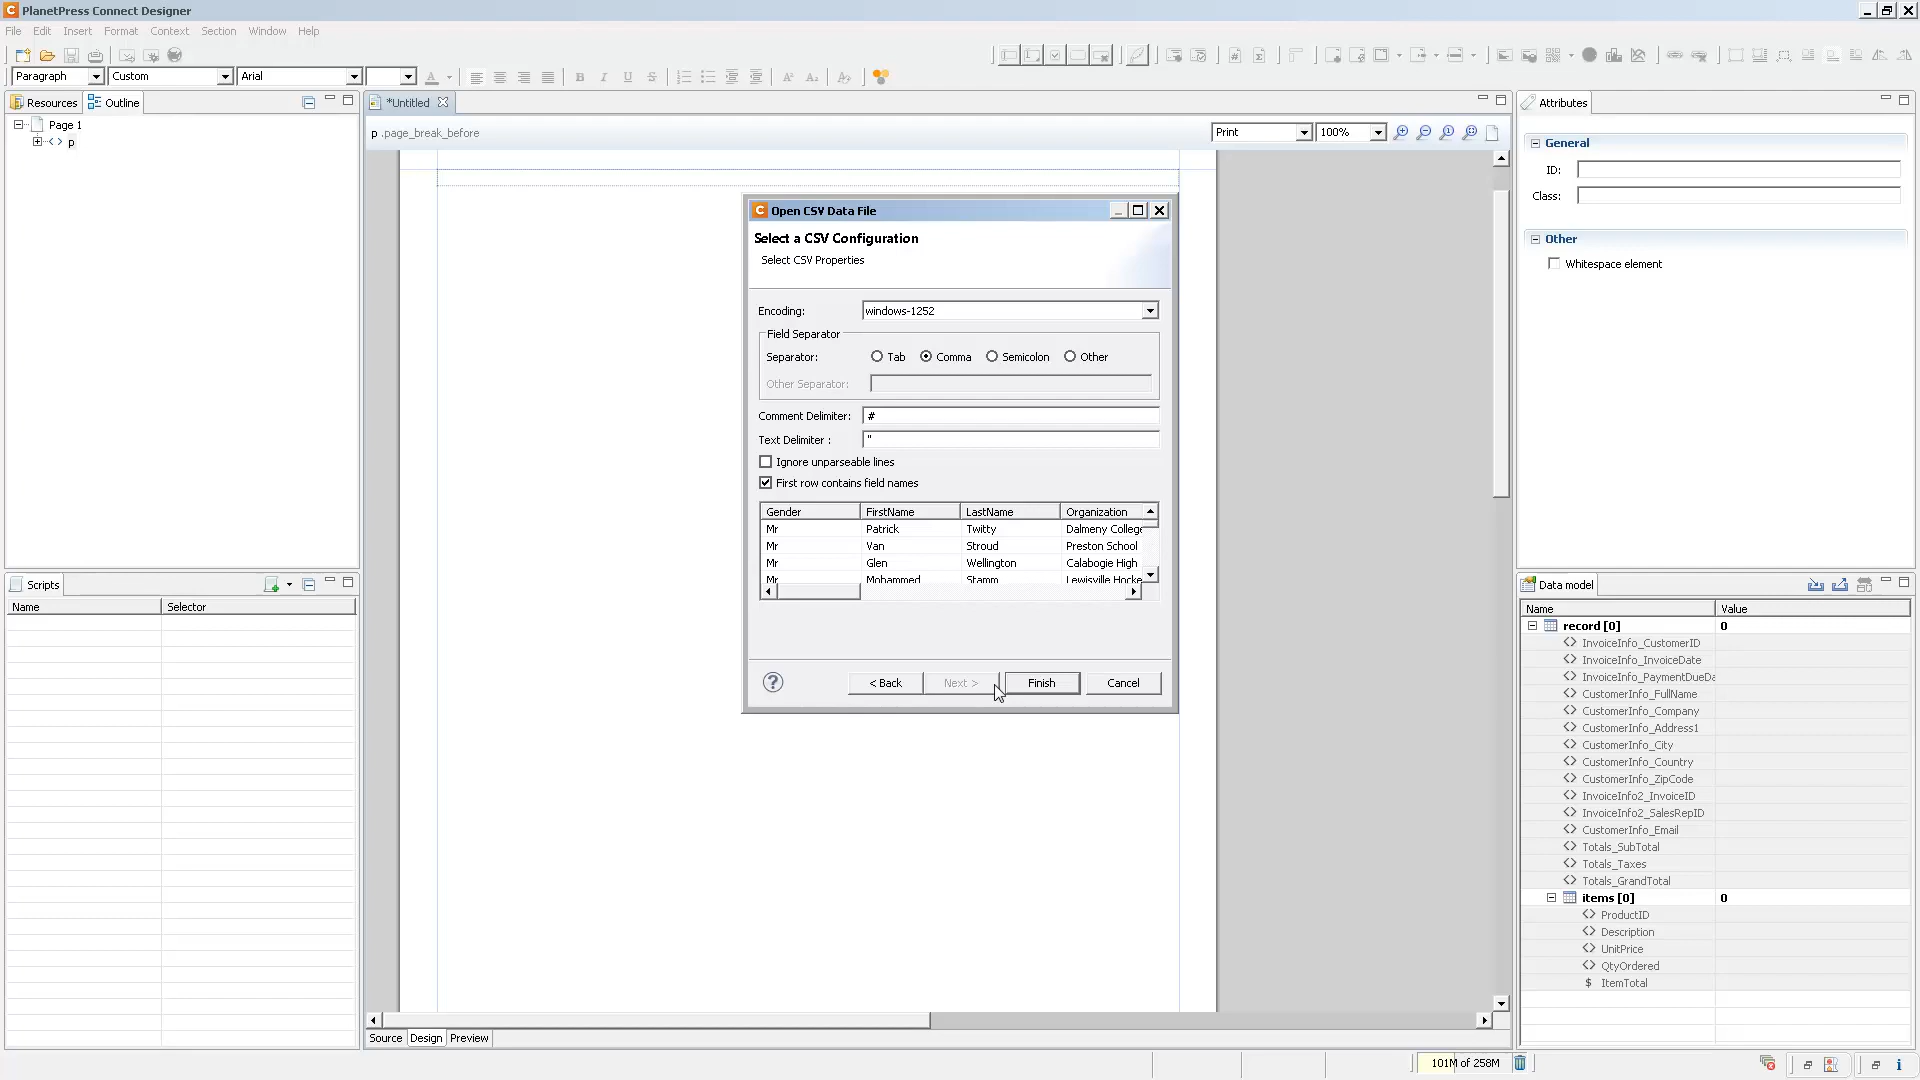 PlanetPress Connect Designer
File Edit Insert Format Context Section Window Help
Paragraph Custom Arial
Resources Outline
Page 1
p
*Untitled
p .page_break_before
Print 100%
Attributes
General
ID:
Class:
Other
Whitespace element
Open CSV Data File
Select a CSV Configuration
Select CSV Properties
Encoding: windows-1252
Field Separator
Separator: Tab Comma Semicolon Other
Other Separator:
Comment Delimiter: #
Text Delimiter : "
Ignore unparseable lines
First row contains field names
Gender FirstName LastName Organization
Mr Patrick Twitty Dalmeny College
Mr Van Stroud Preston School
Mr Glen Wellington Calabogie High
Mr Mohammed Stamm Lewisville Hocke
< Back Next > Finish Cancel
Scripts
Name Selector
Data model
Name Value
record [0] 0
InvoiceInfo_CustomerID
InvoiceInfo_InvoiceDate
InvoiceInfo_PaymentDueDa
CustomerInfo_FullName
CustomerInfo_Company
CustomerInfo_Address1
CustomerInfo_City
CustomerInfo_Country
CustomerInfo_ZipCode
InvoiceInfo2_InvoiceID
InvoiceInfo2_SalesRepID
CustomerInfo_Email
Totals_SubTotal
Totals_Taxes
Totals_GrandTotal
items [0] 0
ProductID
Description
UnitPrice
QtyOrdered
$ ItemTotal
Source Design Preview
101M of 258M